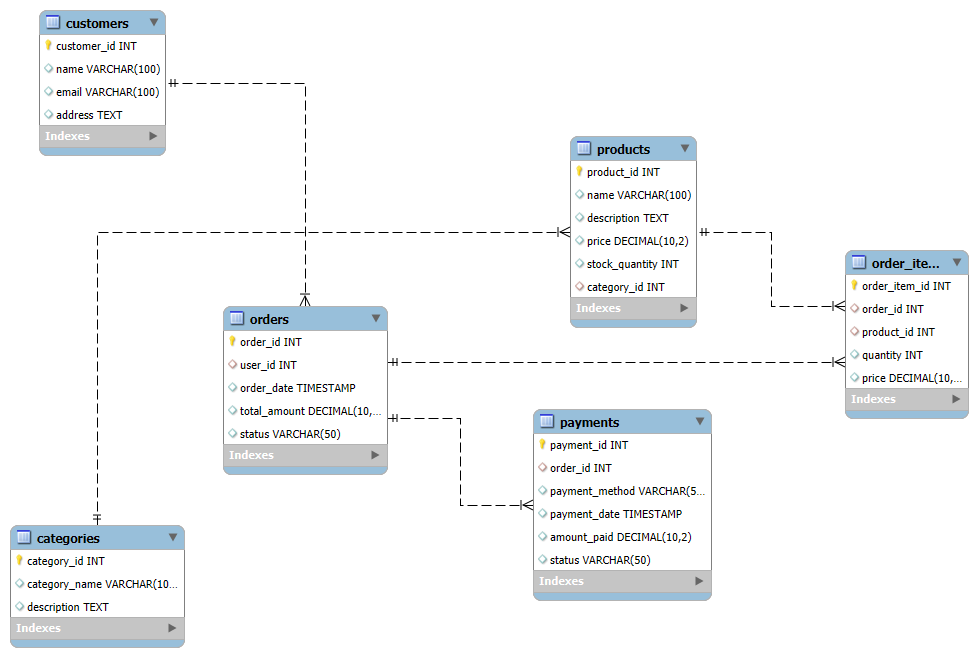 customers
customer_id INT
name VARCHAR(100)
email VARCHAR(100)
address TEXT
Indexes
products
product_id INT
name VARCHAR(100)
description TEXT
price DECIMAL(10,2)
stock_quantity INT
category_id INT
Indexes
order_ite...
order_item_id INT
order_id INT
product_id INT
quantity INT
price DECIMAL(10,...
Indexes
orders
order_id INT
user_id INT
order_date TIMESTAMP
total_amount DECIMAL(10,...
status VARCHAR(50)
Indexes
payments
payment_id INT
order_id INT
payment_method VARCHAR(5...
payment_date TIMESTAMP
amount_paid DECIMAL(10,2)
status VARCHAR(50)
Indexes
categories
category_id INT
category_name VARCHAR(10...
description TEXT
Indexes